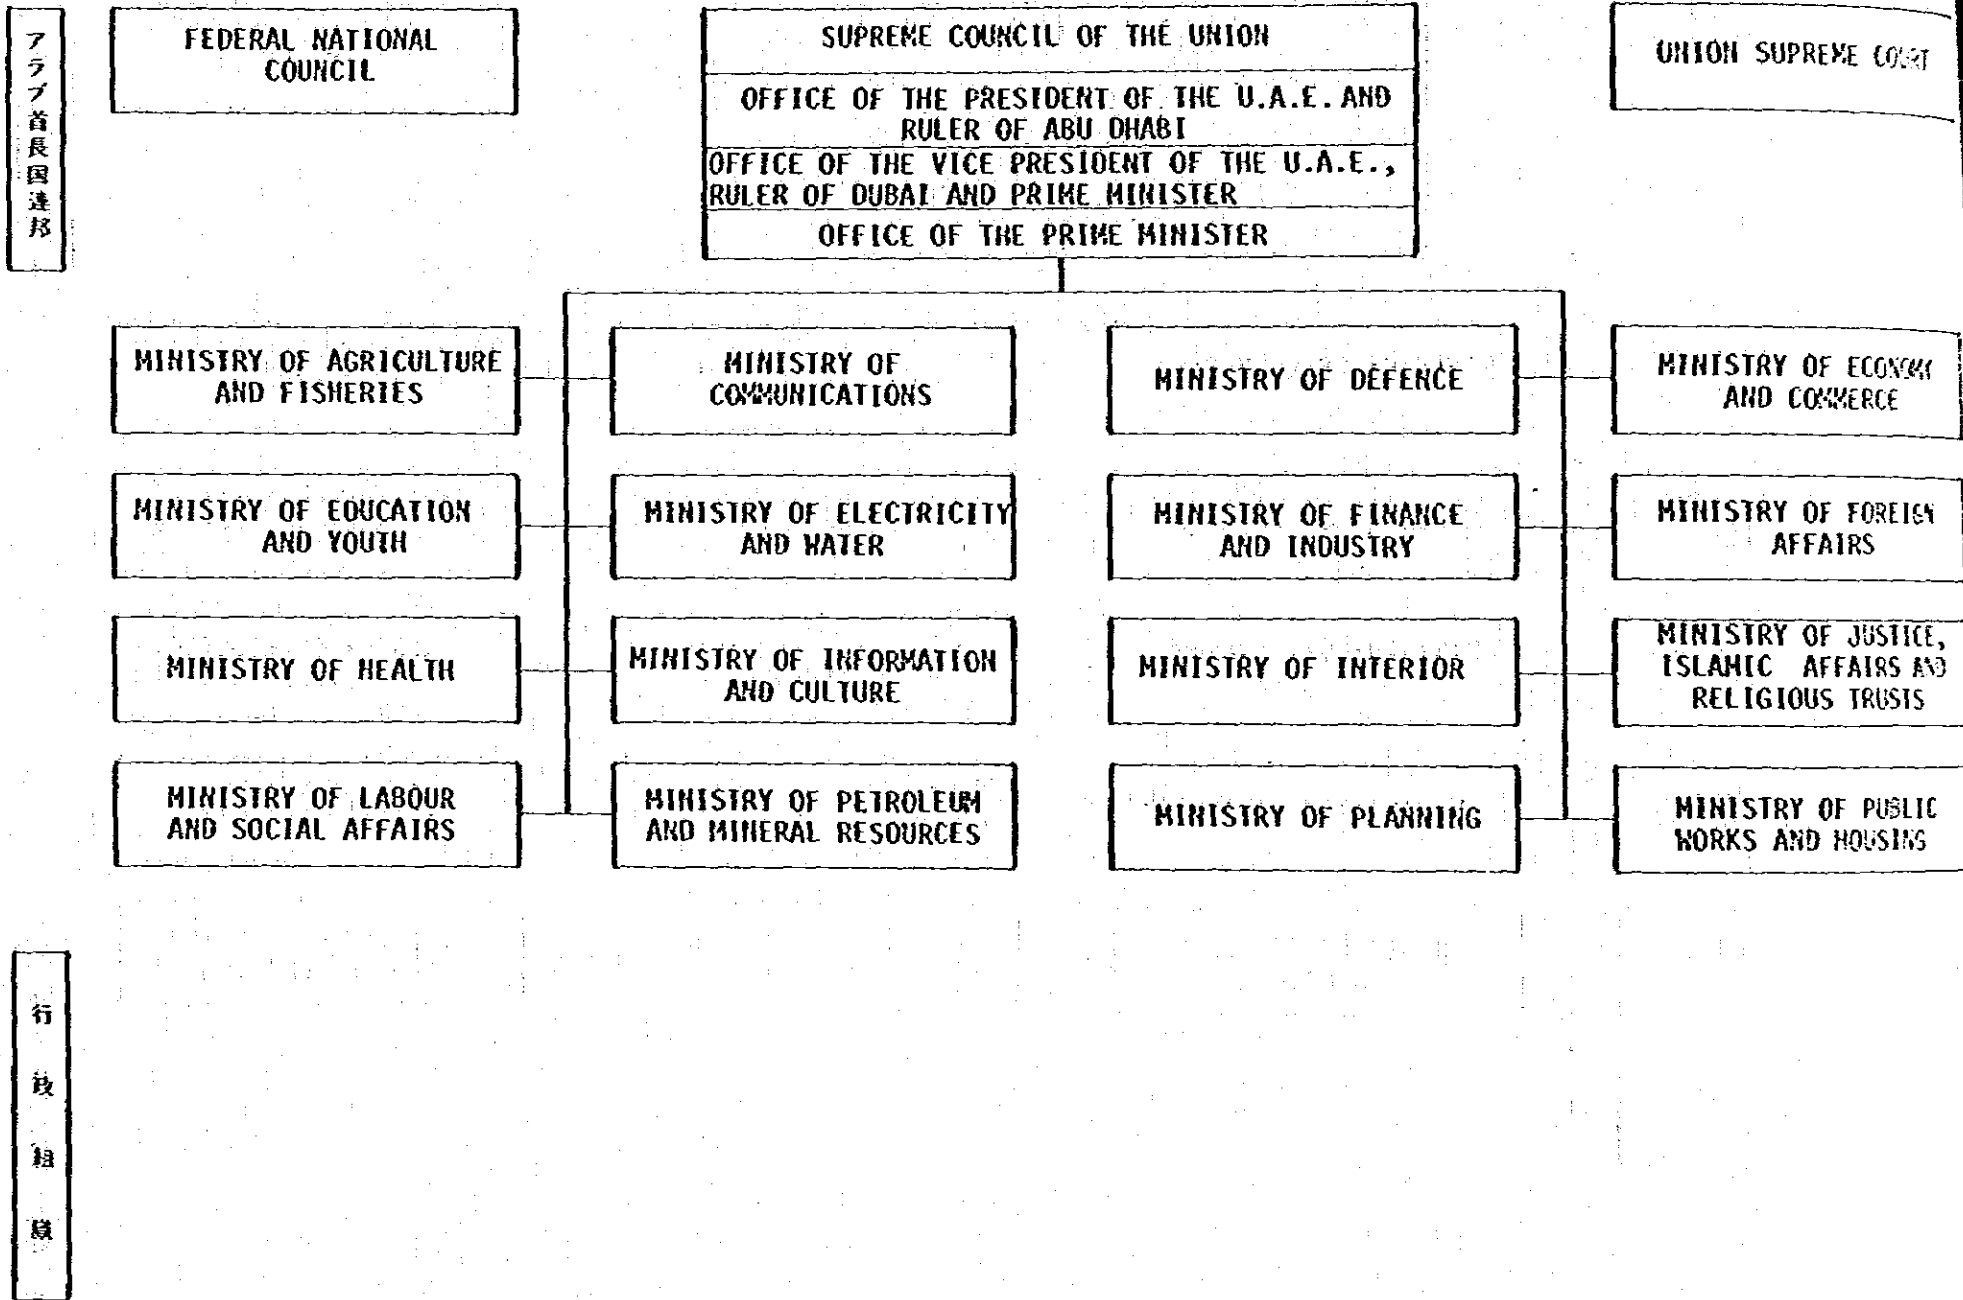 アラブ首長国連邦
FEDERAL NATIONAL
COUNCIL
SUPREME COUNCIL OF THE UNION
OFFICE OF THE PRESIDENT OF THE U.A.E. AND
RULER OF ABU DHABI
OFFICE OF THE VICE PRESIDENT OF THE U.A.E.,
RULER OF DUBAI AND PRIME MINISTER
OFFICE OF THE PRIME MINISTER
UNION SUPREME COURT
MINISTRY OF AGRICULTURE
AND FISHERIES
MINISTRY OF
COMMUNICATIONS
MINISTRY OF DEFENCE
MINISTRY OF ECONOMY
AND COMMERCE
MINISTRY OF EDUCATION
AND YOUTH
MINISTRY OF ELECTRICITY
AND WATER
MINISTRY OF FINANCE
AND INDUSTRY
MINISTRY OF FOREIGN
AFFAIRS
MINISTRY OF HEALTH
MINISTRY OF INFORMATION
AND CULTURE
MINISTRY OF INTERIOR
MINISTRY OF JUSTICE,
ISLAMIC AFFAIRS AND
RELIGIOUS TRUSTS
MINISTRY OF LABOUR
AND SOCIAL AFFAIRS
MINISTRY OF PETROLEUM
AND MINERAL RESOURCES
MINISTRY OF PLANNING
MINISTRY OF PUBLIC
WORKS AND HOUSING
行政組織